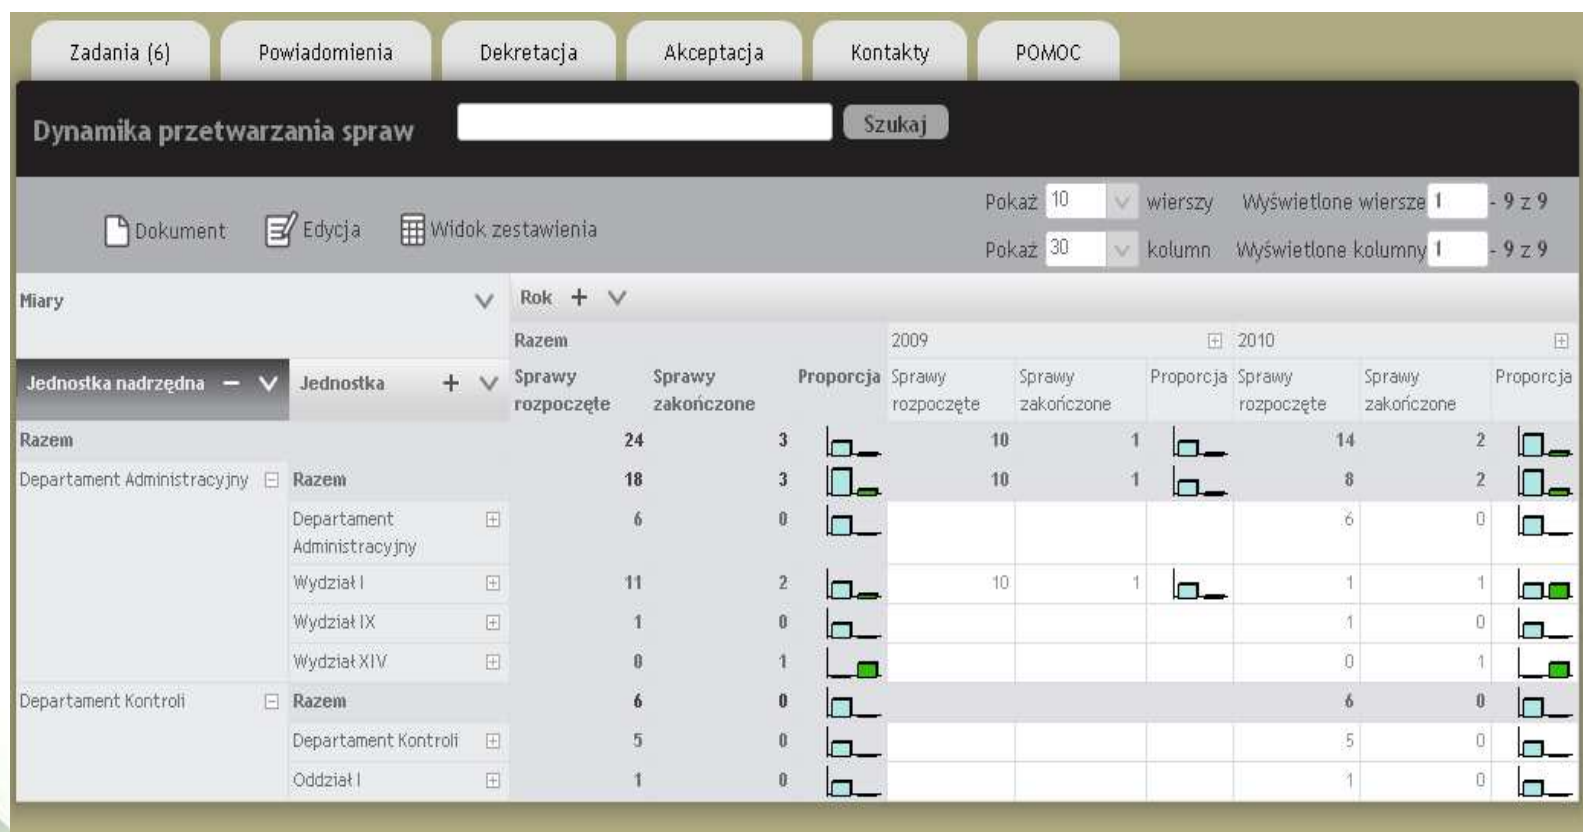 Zadania (6) Powiadomienia Dekretacja Akceptacja Kontakty POMOC
Dynamika przetwarzania spraw Szukaj
Pokaż 10 wierszy Wyświetlone wiersze 1 - 9 z 9
Dokument Edycja Widok zestawienia
Pokaż 30 kolumn Wyświetlone kolumny 1 - 9 z 9
Miary Rok +
Razem 2009 2010
Jednostka nadrzędna − Jednostka + Sprawy Sprawy Proporcja Sprawy Sprawy Proporcja Sprawy Sprawy Proporcja
rozpoczęte zakończone rozpoczęte zakończone rozpoczęte zakończone
Razem 24 3 10 1 14 2
Departament Administracyjny Razem 18 3 10 1 8 2
Departament 6 0 6 0
Administracyjny
Wydział I 11 2 10 1 1 1
Wydział IX 1 0 1 0
Wydział XIV 0 1 0 1
Departament Kontroli Razem 6 0 6 0
Departament Kontroli 5 0 5 0
Oddział I 1 0 1 0